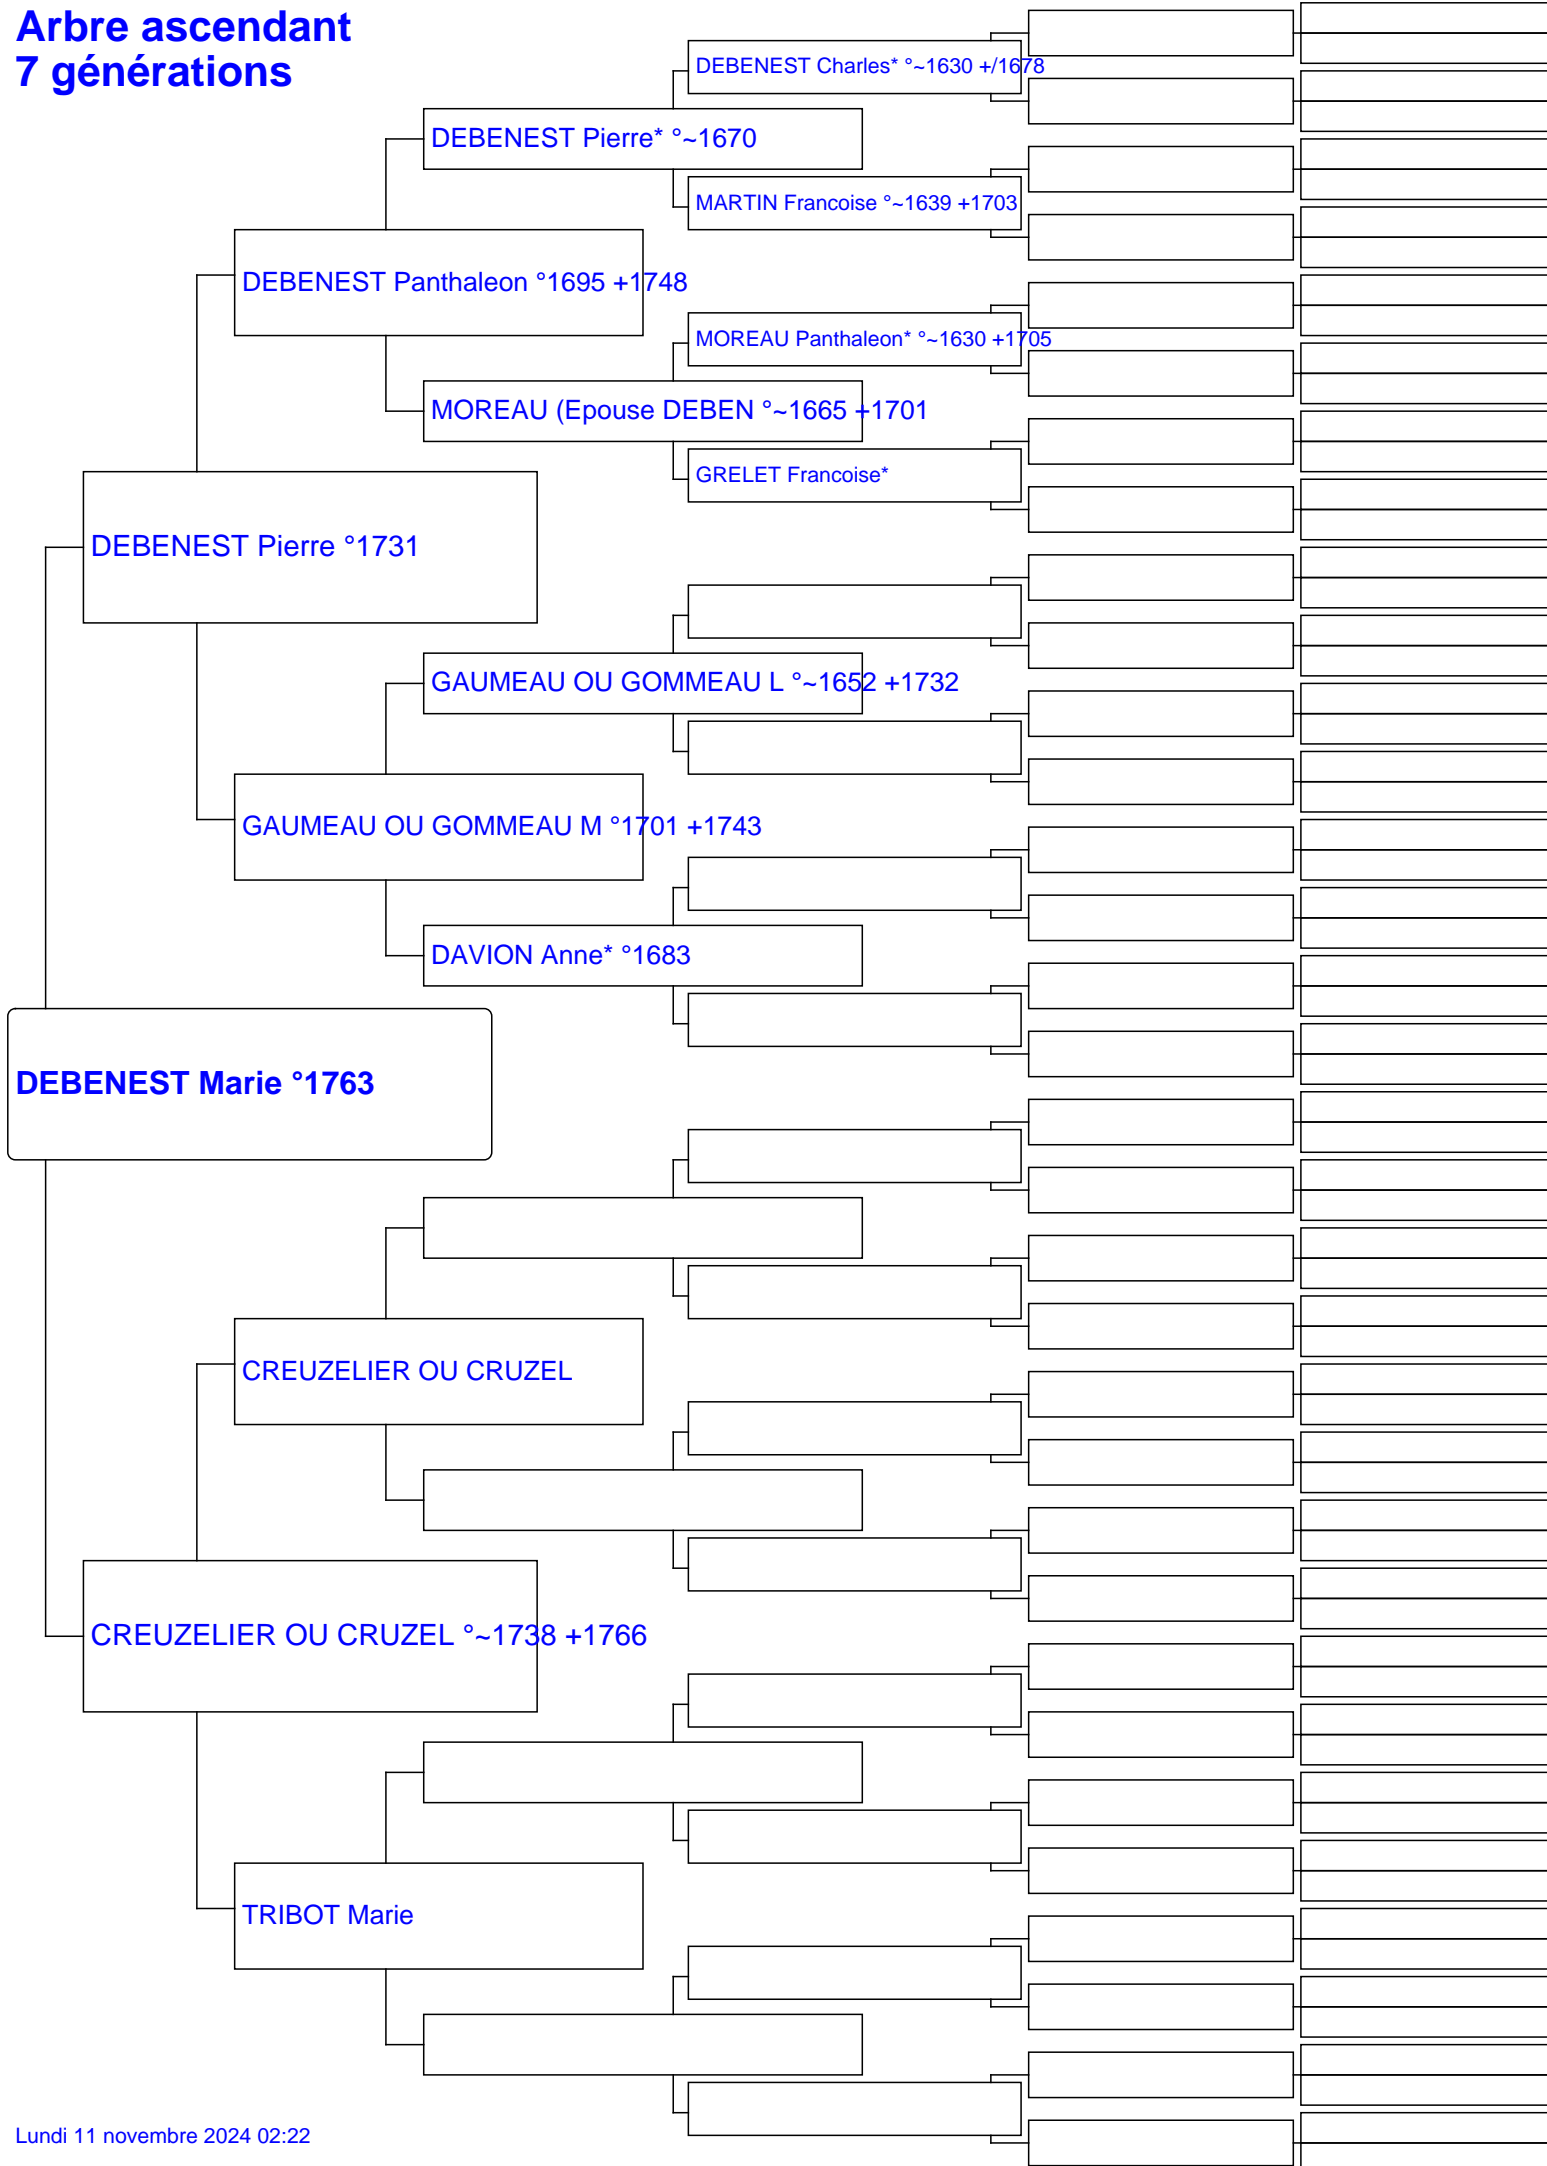 Arbre ascendant
7 générations
DEBENEST Charles* °~1630 +/1678
DEBENEST Pierre* °~1670
MARTIN Francoise °~1639 +1703
DEBENEST Panthaleon °1695 +1748
MOREAU Panthaleon* °~1630 +1705
MOREAU (Epouse DEBEN °~1665 +1701
GRELET Francoise*
DEBENEST Pierre °1731
GAUMEAU OU GOMMEAU L °~1652 +1732
GAUMEAU OU GOMMEAU M °1701 +1743
DAVION Anne* °1683
DEBENEST Marie °1763
CREUZELIER OU CRUZEL
CREUZELIER OU CRUZEL °~1738 +1766
TRIBOT Marie
Lundi 11 novembre 2024 02:22